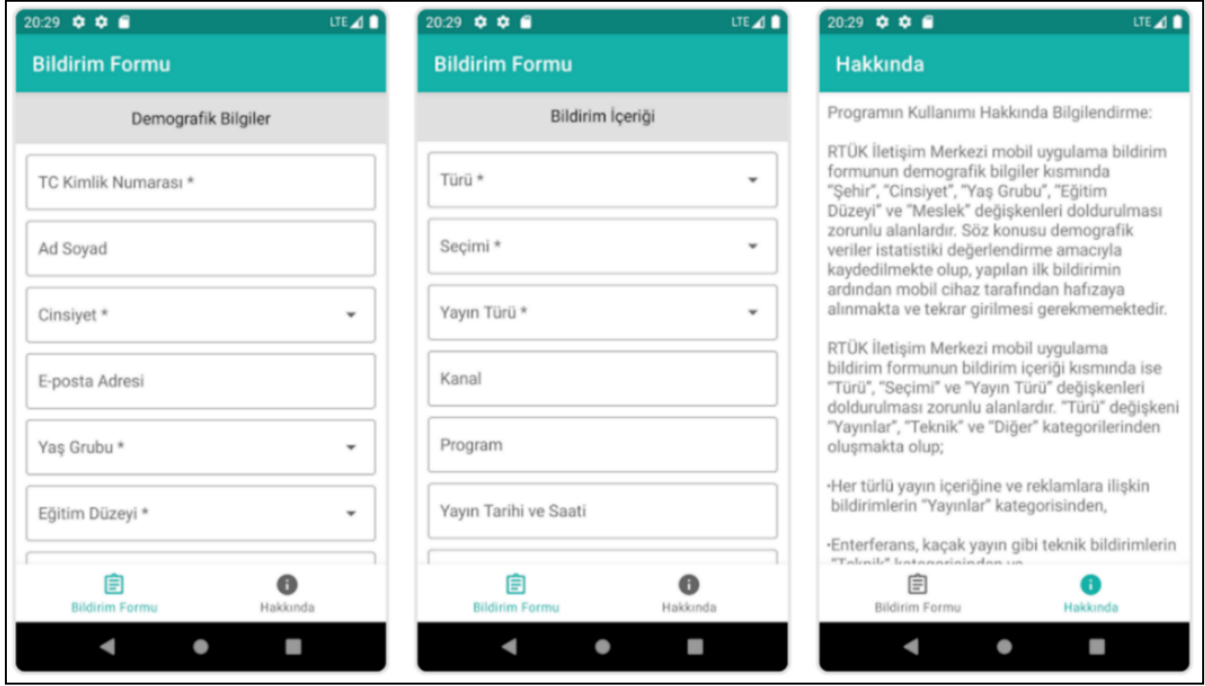 20:29 LTE
Bildirim Formu
Demografik Bilgiler
TC Kimlik Numarası *
Ad Soyad
Cinsiyet *
E-posta Adresi
Yaş Grubu *
Eğitim Düzeyi *
Bildirim Formu Hakkında
20:29 LTE
Bildirim Formu
Bildirim İçeriği
Türü *
Seçimi *
Yayın Türü *
Kanal
Program
Yayın Tarihi ve Saati
Bildirim Formu Hakkında
20:29 LTE
Hakkında
Programın Kullanımı Hakkında Bilgilendirme:
RTÜK İletişim Merkezi mobil uygulama bildirim
formunun demografik bilgiler kısmında
“Şehir”, “Cinsiyet”, “Yaş Grubu”, “Eğitim
Düzeyi” ve “Meslek” değişkenleri doldurulması
zorunlu alanlardır. Söz konusu demografik
veriler istatistiki değerlendirme amacıyla
kaydedilmekte olup, yapılan ilk bildirimin
ardından mobil cihaz tarafından hafızaya
alınmakta ve tekrar girilmesi gerekmemektedir.
RTÜK İletişim Merkezi mobil uygulama
bildirim formunun bildirim içeriği kısmında ise
“Türü”, “Seçimi” ve “Yayın Türü” değişkenleri
doldurulması zorunlu alanlardır. “Türü” değişkeni
“Yayınlar”, “Teknik” ve “Diğer” kategorilerinden
oluşmakta olup;
•Her türlü yayın içeriğine ve reklamlara ilişkin
bildirimlerin “Yayınlar” kategorisinden,
•Enterferans, kaçak yayın gibi teknik bildirimlerin
“Teknik” kategorisinden ve
Bildirim Formu Hakkında